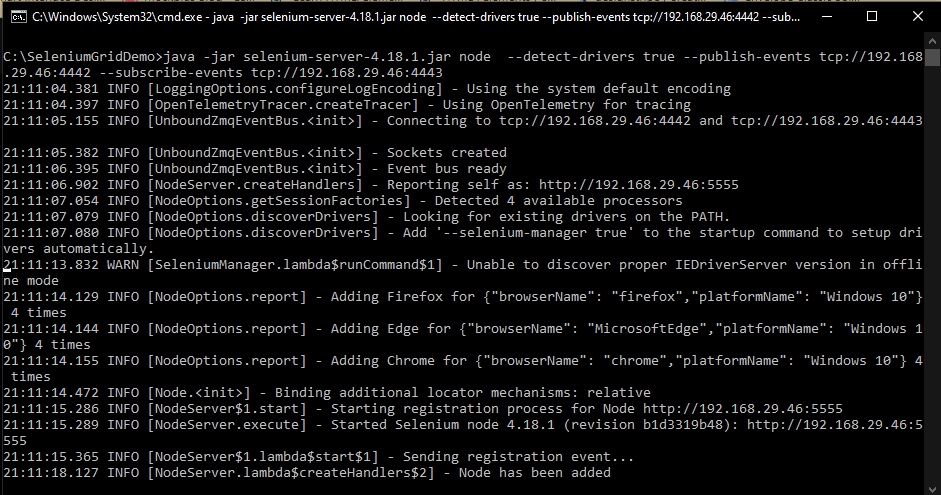 C:\Windows\System32\cmd.exe - java -jar selenium-server-4.18.1.jar node --detect-drivers true --publish-events tcp://192.168.29.46:4442 --sub...
C:\SeleniumGridDemo>java -jar selenium-server-4.18.1.jar node  --detect-drivers true --publish-events tcp://192.168
.29.46:4442 --subscribe-events tcp://192.168.29.46:4443
21:11:04.381 INFO [LoggingOptions.configureLogEncoding] - Using the system default encoding
21:11:04.397 INFO [OpenTelemetryTracer.createTracer] - Using OpenTelemetry for tracing
21:11:05.155 INFO [UnboundZmqEventBus.<init>] - Connecting to tcp://192.168.29.46:4442 and tcp://192.168.29.46:4443
21:11:05.382 INFO [UnboundZmqEventBus.<init>] - Sockets created
21:11:06.395 INFO [UnboundZmqEventBus.<init>] - Event bus ready
21:11:06.902 INFO [NodeServer.createHandlers] - Reporting self as: http://192.168.29.46:5555
21:11:07.054 INFO [NodeOptions.getSessionFactories] - Detected 4 available processors
21:11:07.079 INFO [NodeOptions.discoverDrivers] - Looking for existing drivers on the PATH.
21:11:07.080 INFO [NodeOptions.discoverDrivers] - Add '--selenium-manager true' to the startup command to setup dri
vers automatically.
21:11:13.832 WARN [SeleniumManager.lambda$runCommand$1] - Unable to discover proper IEDriverServer version in offli
ne mode
21:11:14.129 INFO [NodeOptions.report] - Adding Firefox for {"browserName": "firefox","platformName": "Windows 10"}
 4 times
21:11:14.144 INFO [NodeOptions.report] - Adding Edge for {"browserName": "MicrosoftEdge","platformName": "Windows 1
0"} 4 times
21:11:14.155 INFO [NodeOptions.report] - Adding Chrome for {"browserName": "chrome","platformName": "Windows 10"} 4
 times
21:11:14.472 INFO [Node.<init>] - Binding additional locator mechanisms: relative
21:11:15.286 INFO [NodeServer$1.start] - Starting registration process for Node http://192.168.29.46:5555
21:11:15.289 INFO [NodeServer.execute] - Started Selenium node 4.18.1 (revision b1d3319b48): http://192.168.29.46:5
555
21:11:15.365 INFO [NodeServer$1.lambda$start$1] - Sending registration event...
21:11:18.127 INFO [NodeServer.lambda$createHandlers$2] - Node has been added